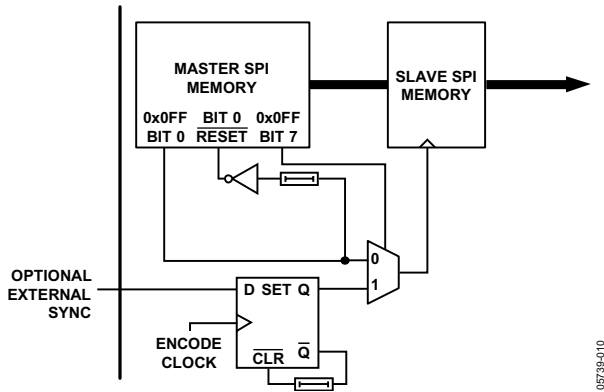 MASTER SPI
MEMORY
0x0FF BIT 0 0x0FF
BIT 0 RESET BIT 7
SLAVE SPI
MEMORY
0
1
OPTIONAL
EXTERNAL
SYNC
D SET Q
ENCODE
CLOCK
CLR Q
05739-010